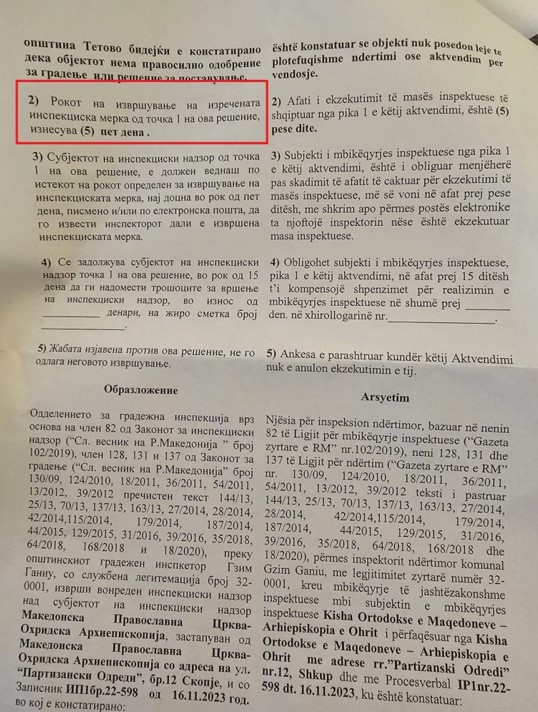 општина Тетово бидејќи е констатирано
дека објектот нема правосилно одобрение
за градење или решение за поставување.
2) Рокот на извршување на изречената
инспекциска мерка од точка 1 на ова решение,
изнесува (5) пет дена .
3) Субјектот на инспекциски надзор од точка
1 на ова решение, е должен веднаш по
истекот на рокот определен за извршување на
инспекциската мерка, нај доцна во рок од пет
дена, писмено и/или по електронска пошта, да
го извести инспекторот дали е извршена
инспекциската мерка.
4) Се задолжува субјектот на инспекциски
надзор точка 1 на ова решение, во рок од 15
дена да ги надомести трошоците за вршење
на инспекциски надзор, во износ од
_________ денари, на жиро сметка број
_____________.
5) Жабата изјавена против ова решение, не го
одлага неговото извршување.
Образложение
Одделението за градежна инспекција врз
основа на член 82 од Законот за инспекциски
надзор (“Сл. весник на Р.Македонија ” број
102/2019), член 128, 131 и 137 од Законот за
градење (“Сл. весник на Р.Македонија” број
130/09, 124/2010, 18/2011, 36/2011, 54/2011,
13/2012, 39/2012 пречистен текст 144/13,
25/13, 70/13, 137/13, 163/13, 27/2014, 28/2014,
42/2014,115/2014, 179/2014, 187/2014,
44/2015, 129/2015, 31/2016, 39/2016, 35/2018,
64/2018, 168/2018 и 18/2020), преку
општинскиот градежен инспектор Гзим
Ганиу, со службена легитимација број 32-
0001, изврши вонреден инспекциски надзор
над субјектот на инспекциски надзор
Македонска Православна Црква-
Охридска Архиепископија, застапуван од
Македонска Православна Црква-
Охридска Архиепископија со адреса на ул.
“Партизански Одреди”, бр.12 Скопје, и со
Записник ИП1бр.22-598 од 16.11.2023 год.
во кој е констатирано:
është konstatuar se objekti nuk posedon leje te
plotefuqishme ndertimi ose aktvendim per
vendosje.
2) Afati i ekzekutimit të masës inspektuese të
shqiptuar nga pika 1 e këtij aktvendimi, është (5)
pese dite.
3) Subjekti i mbikëqyrjes inspektuese nga pika 1
e këtij aktvendimi, është i obliguar menjëherë
pas skadimit të afatit të caktuar për ekzekutimi të
masës inspektuese, më së voni në afat prej pese
ditësh, me shkrim apo përmes postës elektronike
ta njoftojë inspektorin nëse është ekzekutuar
masa inspektuese.
4) Obligohet subjekti i mbikëqyrjes inspektuese,
pika 1 e këtij aktvendimi, në afat prej 15 ditësh
t’i kompensojë shpenzimet për realizimin e
mbikëqyrjes inspektuese në shumë prej _______
den. në xhirollogarinë nr._________________.
5) Ankesa e parashtruar kundër këtij Aktvendimi
nuk e anulon ekzekutimin e tij.
Arsyetim
Njësia për inspeksion ndërtimor, bazuar në nenin
82 të Ligjit për mbikëqyrje inspektuese (“Gazeta
zyrtare e RM” nr.102/2019), neni 128, 131 dhe
137 të Ligjit për ndërtim (“Gazeta zyrtare e RM”
nr. 130/09, 124/2010, 18/2011, 36/2011,
54/2011, 13/2012, 39/2012 teksti i pastruar
144/13, 25/13, 70/13, 137/13, 163/13, 27/2014,
28/2014, 42/2014,115/2014, 179/2014,
187/2014, 44/2015, 129/2015, 31/2016,
39/2016, 35/2018, 64/2018, 168/2018 dhe
18/2020), përmes inspektorit ndërtimor komunal
Gzim Ganiu, me legjitimitet zyrtarë numër 32-
0001, kreu mbikëqyrje të jashtëzakonshme
inspektuese mbi subjektin e mbikëqyrjes
inspektuese Kisha Ortodokse e Maqedoneve –
Arhiepiskopia e Ohrit i përfaqësuar nga Kisha
Ortodokse e Maqedoneve – Arhiepiskopia e
Ohrit me adrese rr.”Partizanski Odredi”
nr.12, Shkup dhe me Procesverbal IP1nr.22-
598 dt. 16.11.2023, ku është konstatuar: